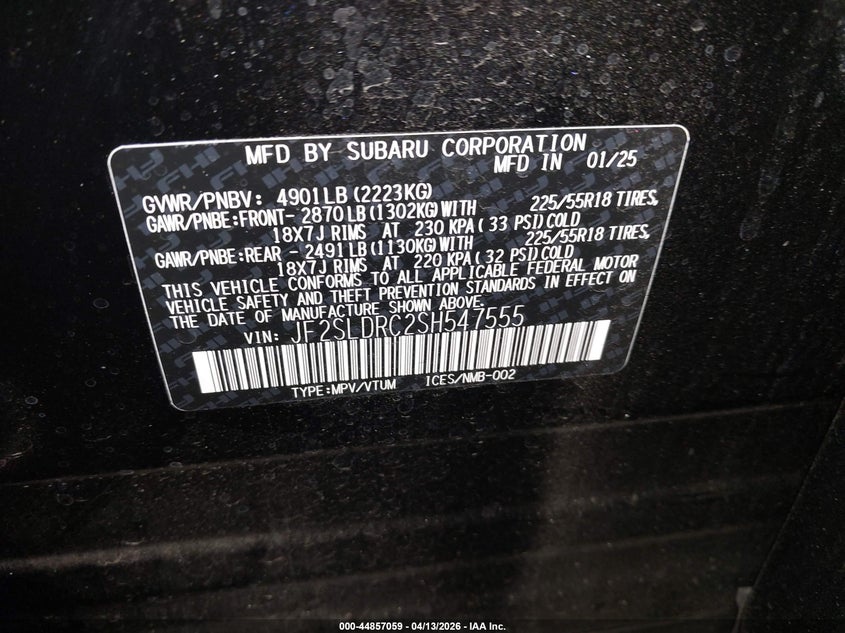 MFD BY SUBARU CORPORATION
MFD IN 01/25
GVWR/PNBV: 4901LB (2223KG)
GAWR/PNBE:FRONT- 2870LB(1302KG)WITH 225/55R18 TIRES,
18X7J RIMS AT 230 KPA( 33 PSI)COLD
GAWR/PNBE:REAR - 2491LB(1130KG)WITH 225/55R18 TIRES,
18X7J RIMS AT 220 KPA( 32 PSI)COLD
THIS VEHICLE CONFORMS TO ALL APPLICABLE FEDERAL MOTOR
VEHICLE SAFETY AND THEFT PREVENTION STANDARDS IN EFFECT ON
THE DATE OF MANUFACTURE SHOWN ABOVE.
VIN: JF2SLDRC2SH547555
TYPE:MPV/VTUM ICES/NMB-002
000-44857059 - 04/13/2026 - IAA Inc.